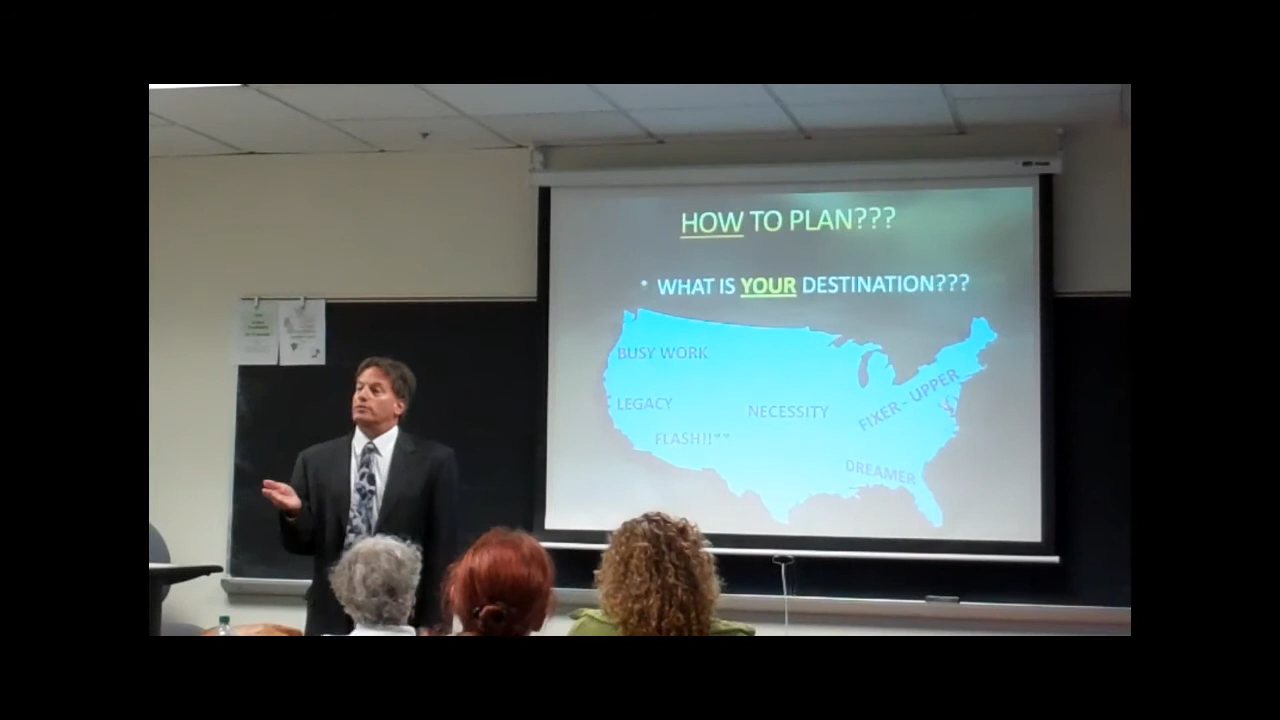 HOW TO PLAN???
• WHAT IS YOUR DESTINATION???
BUSY WORK
LEGACY
NECESSITY
FIXER - UPPER
FLASH!!""
DREAMER